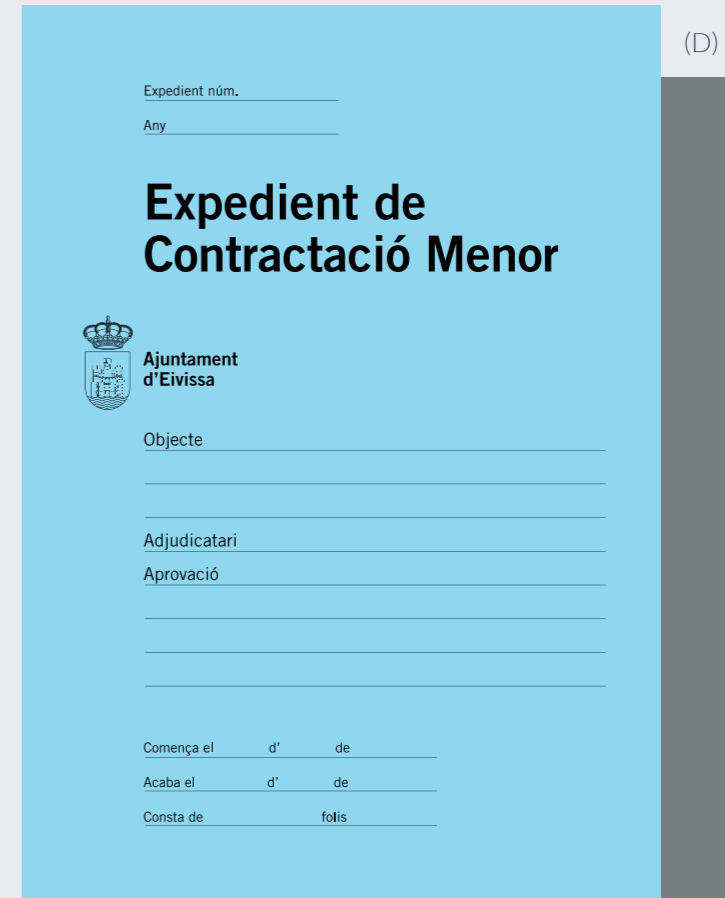 (D)
Expedient núm.
Any
Expedient de
Contractació Menor
Ajuntament
d'Eivissa
Objecte
Adjudicatari
Aprovació
Comença el d' de
Acaba el d' de
Consta de folis